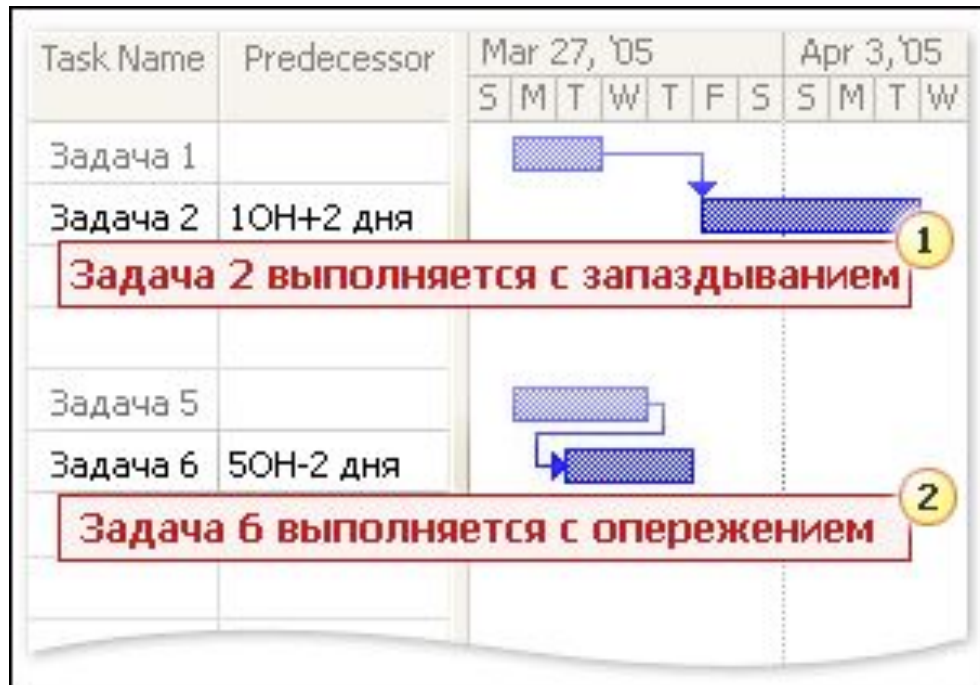 Task Name Predecessor Mar 27, '05 Apr 3, '05
S M T W T F S S M T W
Задача 1
Задача 2 1ОН+2 дня
1
Задача 2 выполняется с запаздыванием
Задача 5
Задача 6 5ОН-2 дня
2
Задача 6 выполняется с опережением